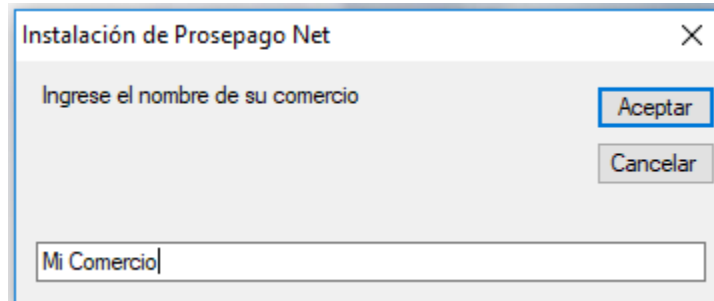 Instalación de Prosepago Net
Ingrese el nombre de su comercio
Aceptar
Cancelar
Mi Comercio